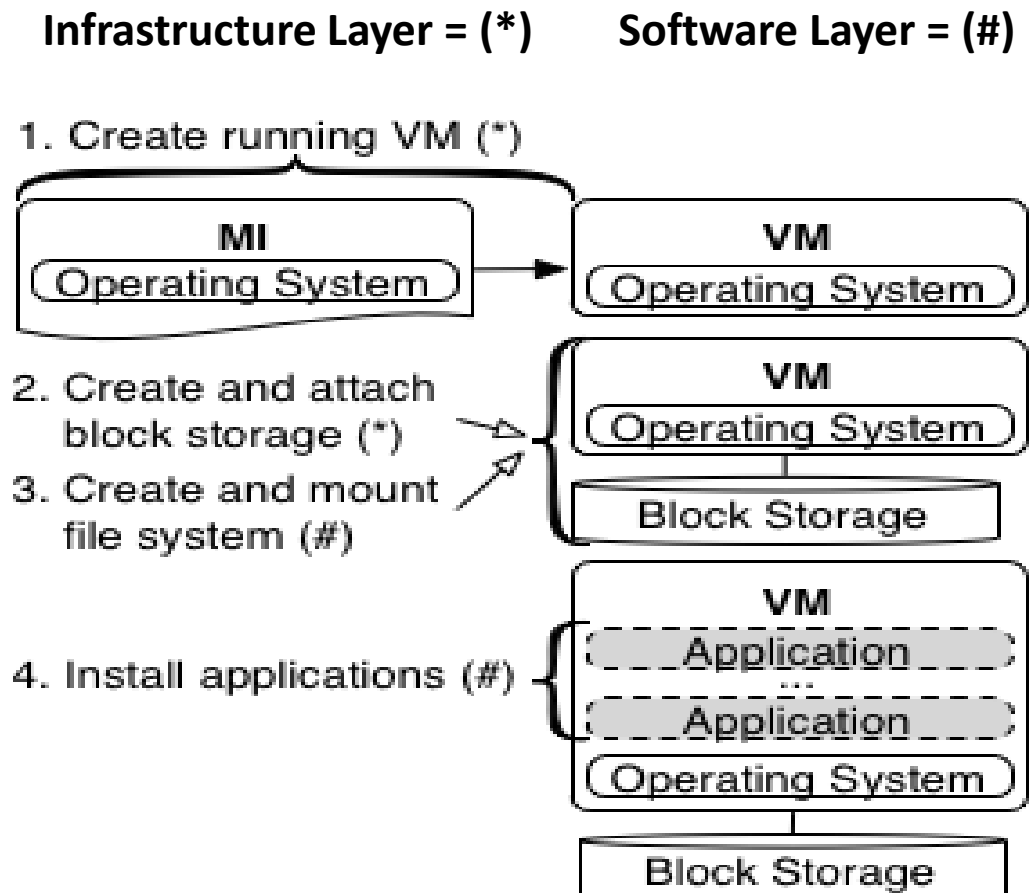 Infrastructure Layer = (*) Software Layer = (#)
1. Create running VM (*)
MI
Operating System
VM
Operating System
2. Create and attach
block storage (*)
3. Create and mount
file system (#)
VM
Operating System
Block Storage
4. Install applications (#)
VM
Application
...
Application
Operating System
Block Storage